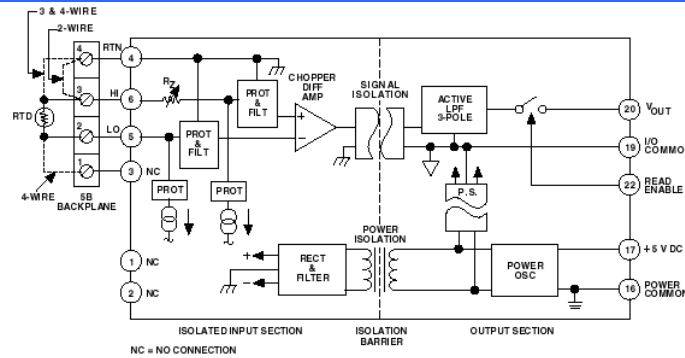 3 & 4-WIRE
2-WIRE
4
RTN
4
3
HI
6
RZ
RTD
2
LO
5
1
NC
3
4-WIRE
5B
BACKPLANE
PROT
& FILT
PROT
&
FILT
CHOPPER
DIFF
AMP
+
−
PROT
PROT
SIGNAL
ISOLATION
ACTIVE
LPF
3-POLE
20
VOUT
19
I/O
COMMO
22
READ
ENABLE
P.S.
POWER
ISOLATION
1
NC
2
NC
+
−
RECT
&
FILTER
POWER
OSC
17
+5 V DC
16
POWER
COMMON
ISOLATED INPUT SECTION
ISOLATION
BARRIER
OUTPUT SECTION
NC = NO CONNECTION